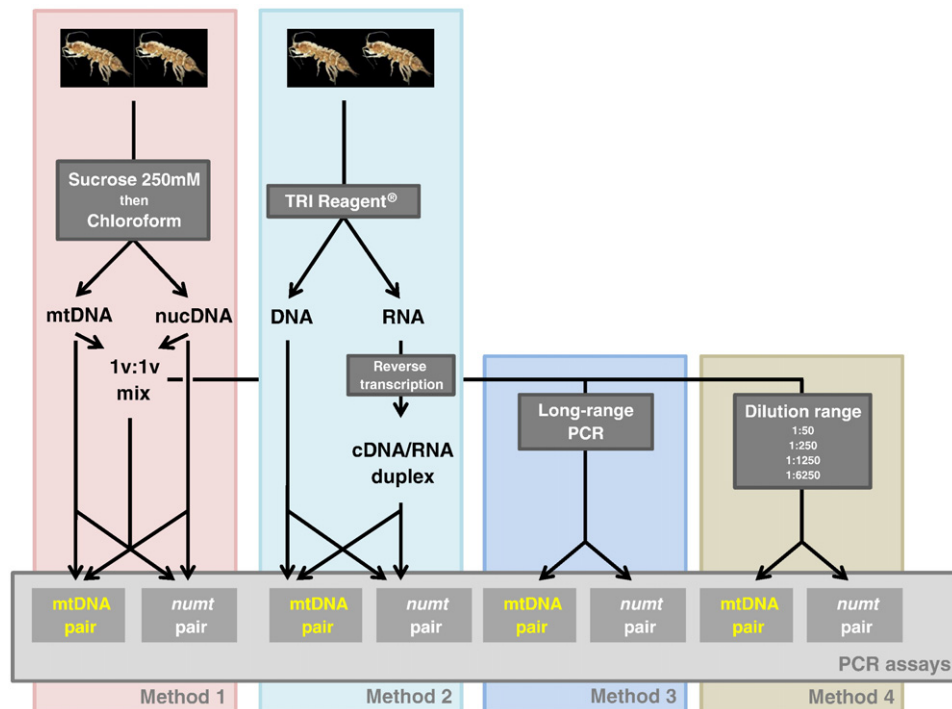 Sucrose 250mM
then
Chloroform
mtDNA
nucDNA
1v:1v
mix
TRI Reagent®
DNA
RNA
Reverse
transcription
cDNA/RNA
duplex
Long-range
PCR
Dilution range
1:50
1:250
1:1250
1:6250
mtDNA
pair
numt
pair
mtDNA
pair
numt
pair
mtDNA
pair
numt
pair
mtDNA
pair
numt
pair
PCR assays
Method 1
Method 2
Method 3
Method 4